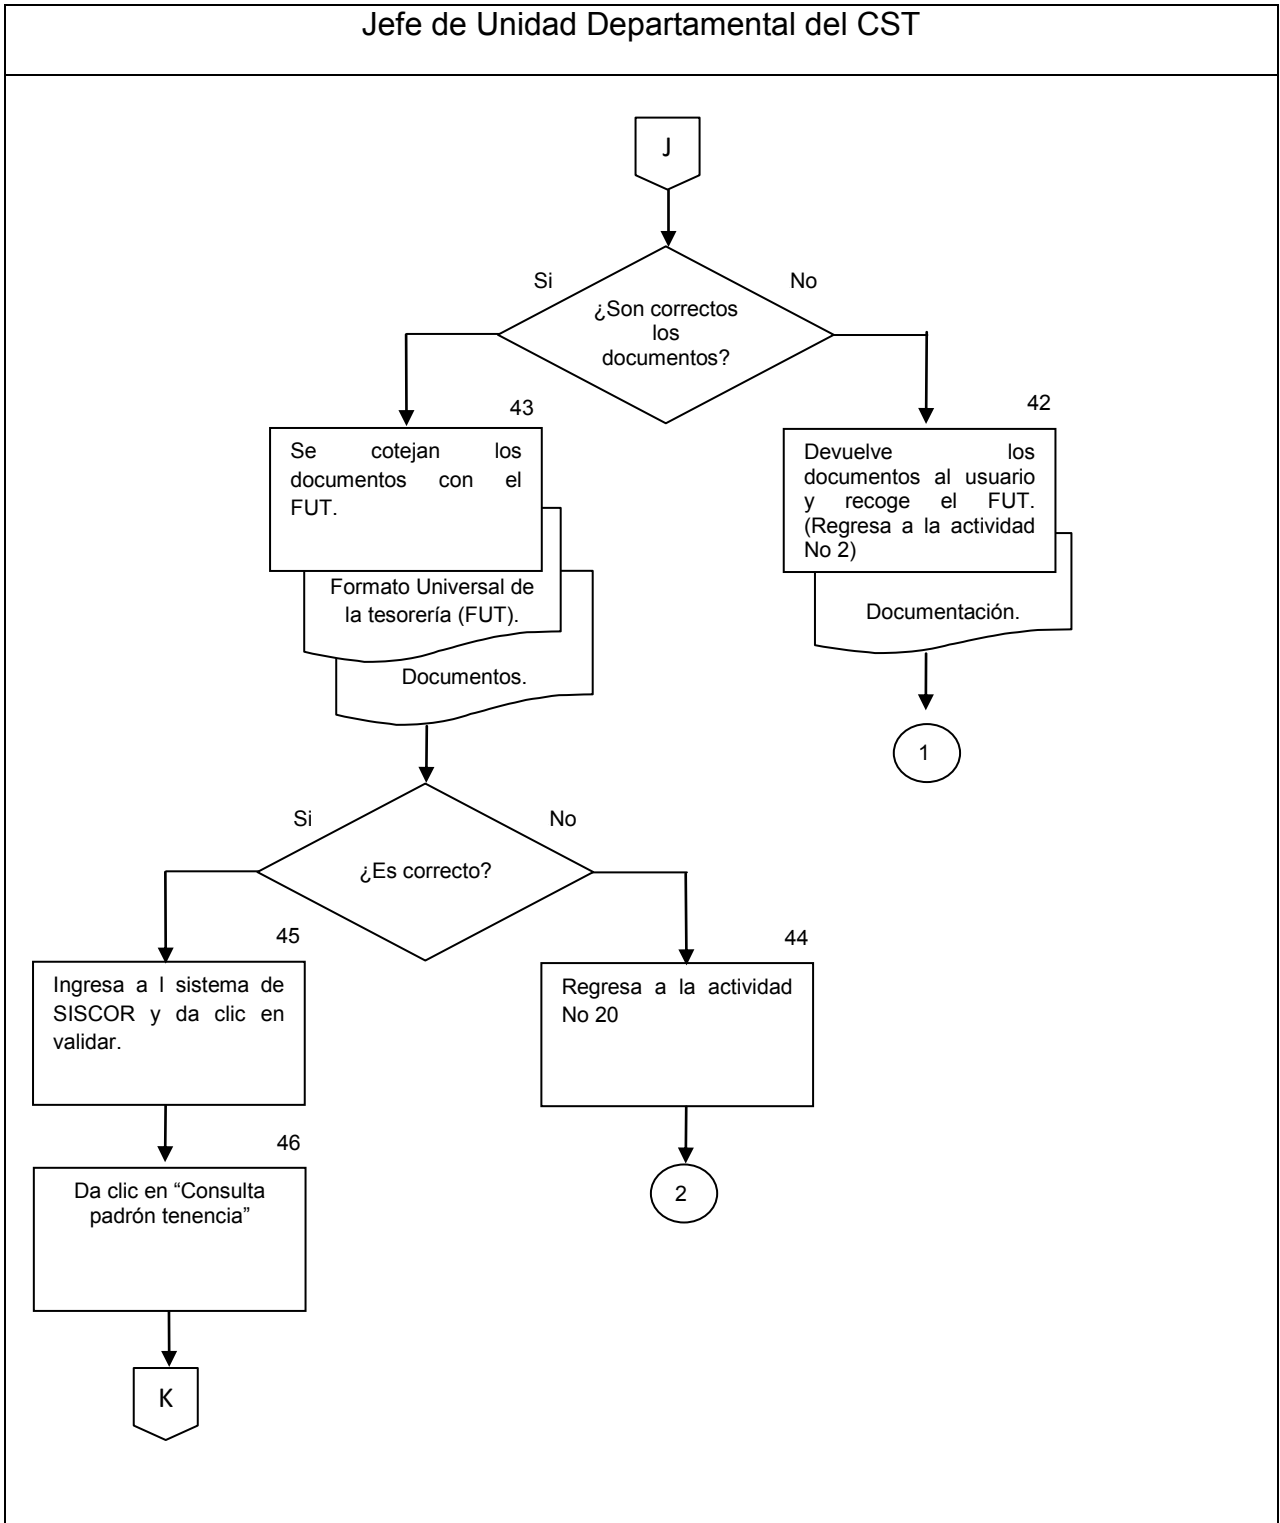 Jefe de Unidad Departamental del CST
J
Si
No
¿Son correctos
los
documentos?
43
42
Se cotejan los
documentos con el
FUT.
Devuelve los
documentos al usuario
y recoge el FUT.
(Regresa a la actividad
No 2)
Formato Universal de
la tesorería (FUT).
Documentación.
Documentos.
1
Si
No
¿Es correcto?
45
44
Ingresa a l sistema de
SISCOR y da clic en
validar.
Regresa a la actividad
No 20
46
Da clic en “Consulta
padrón tenencia”
2
K